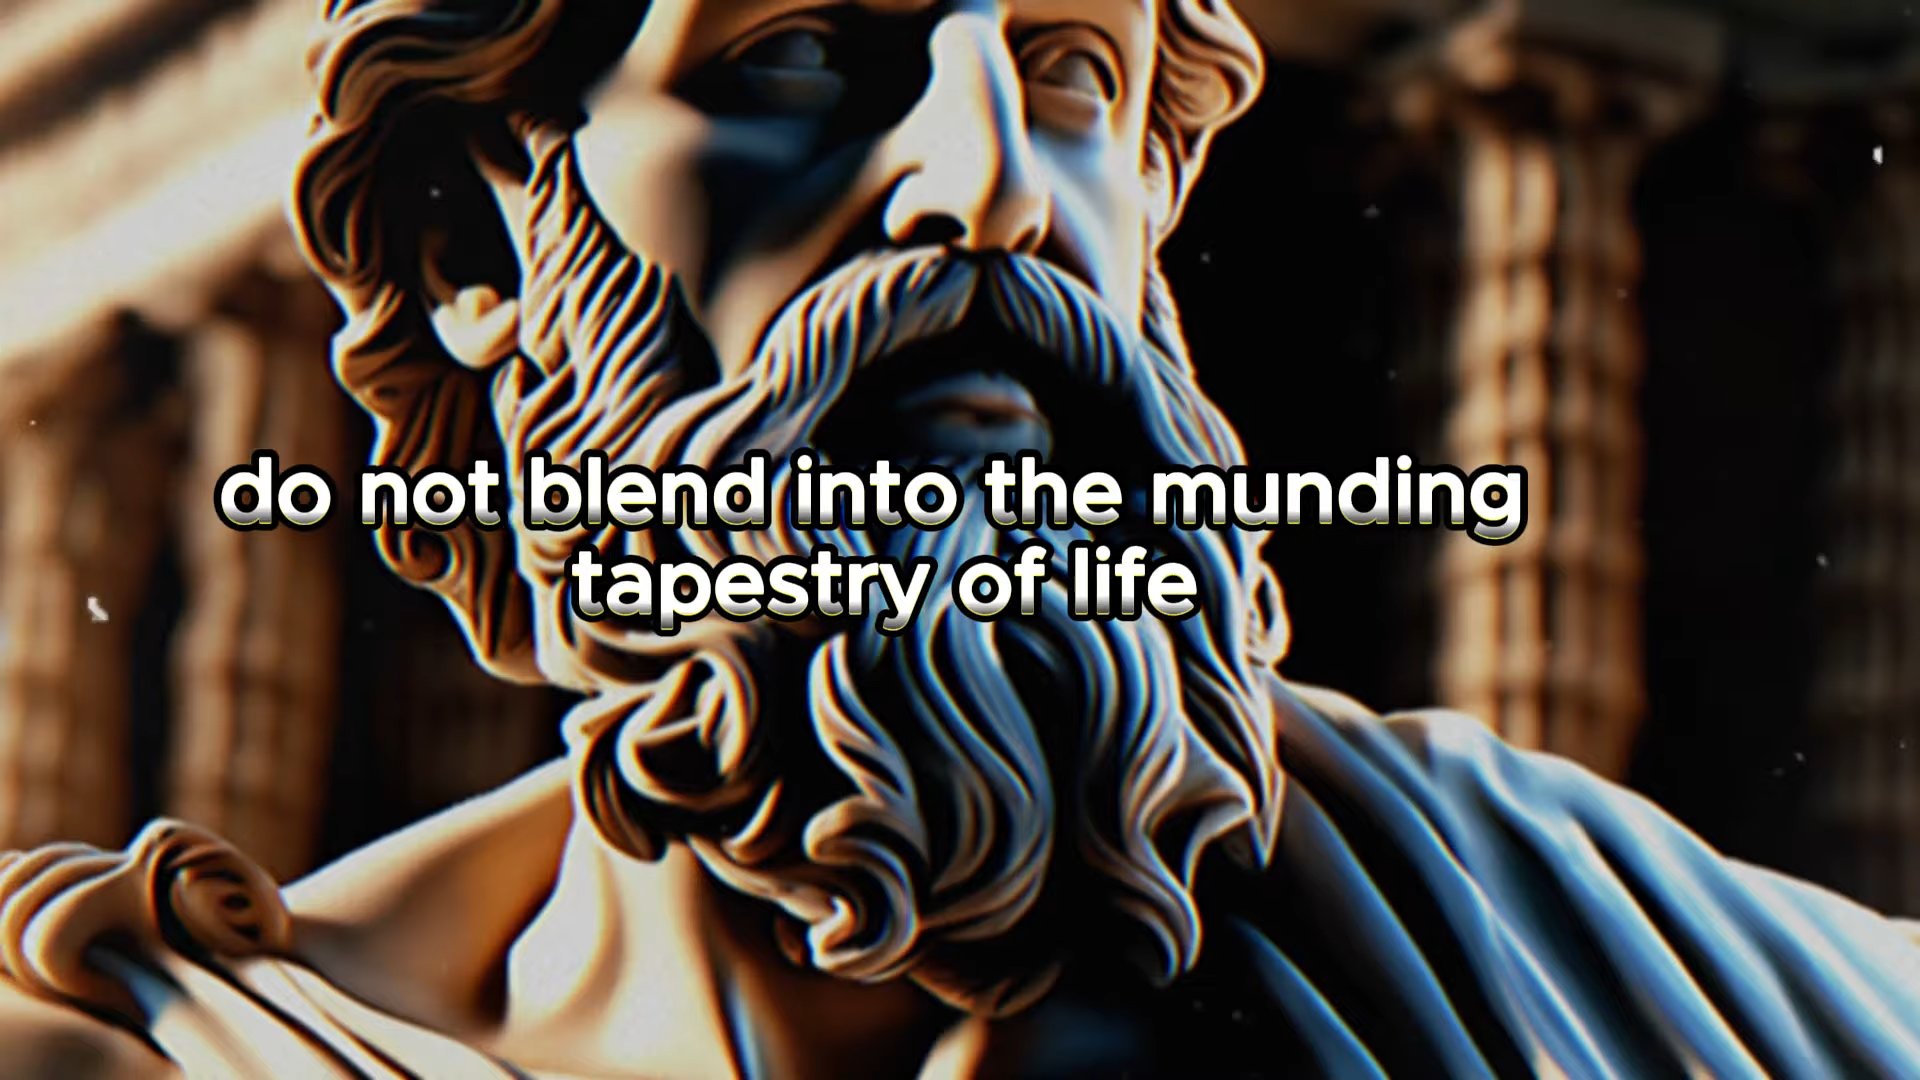 do not blend into the munding
tapestry of life